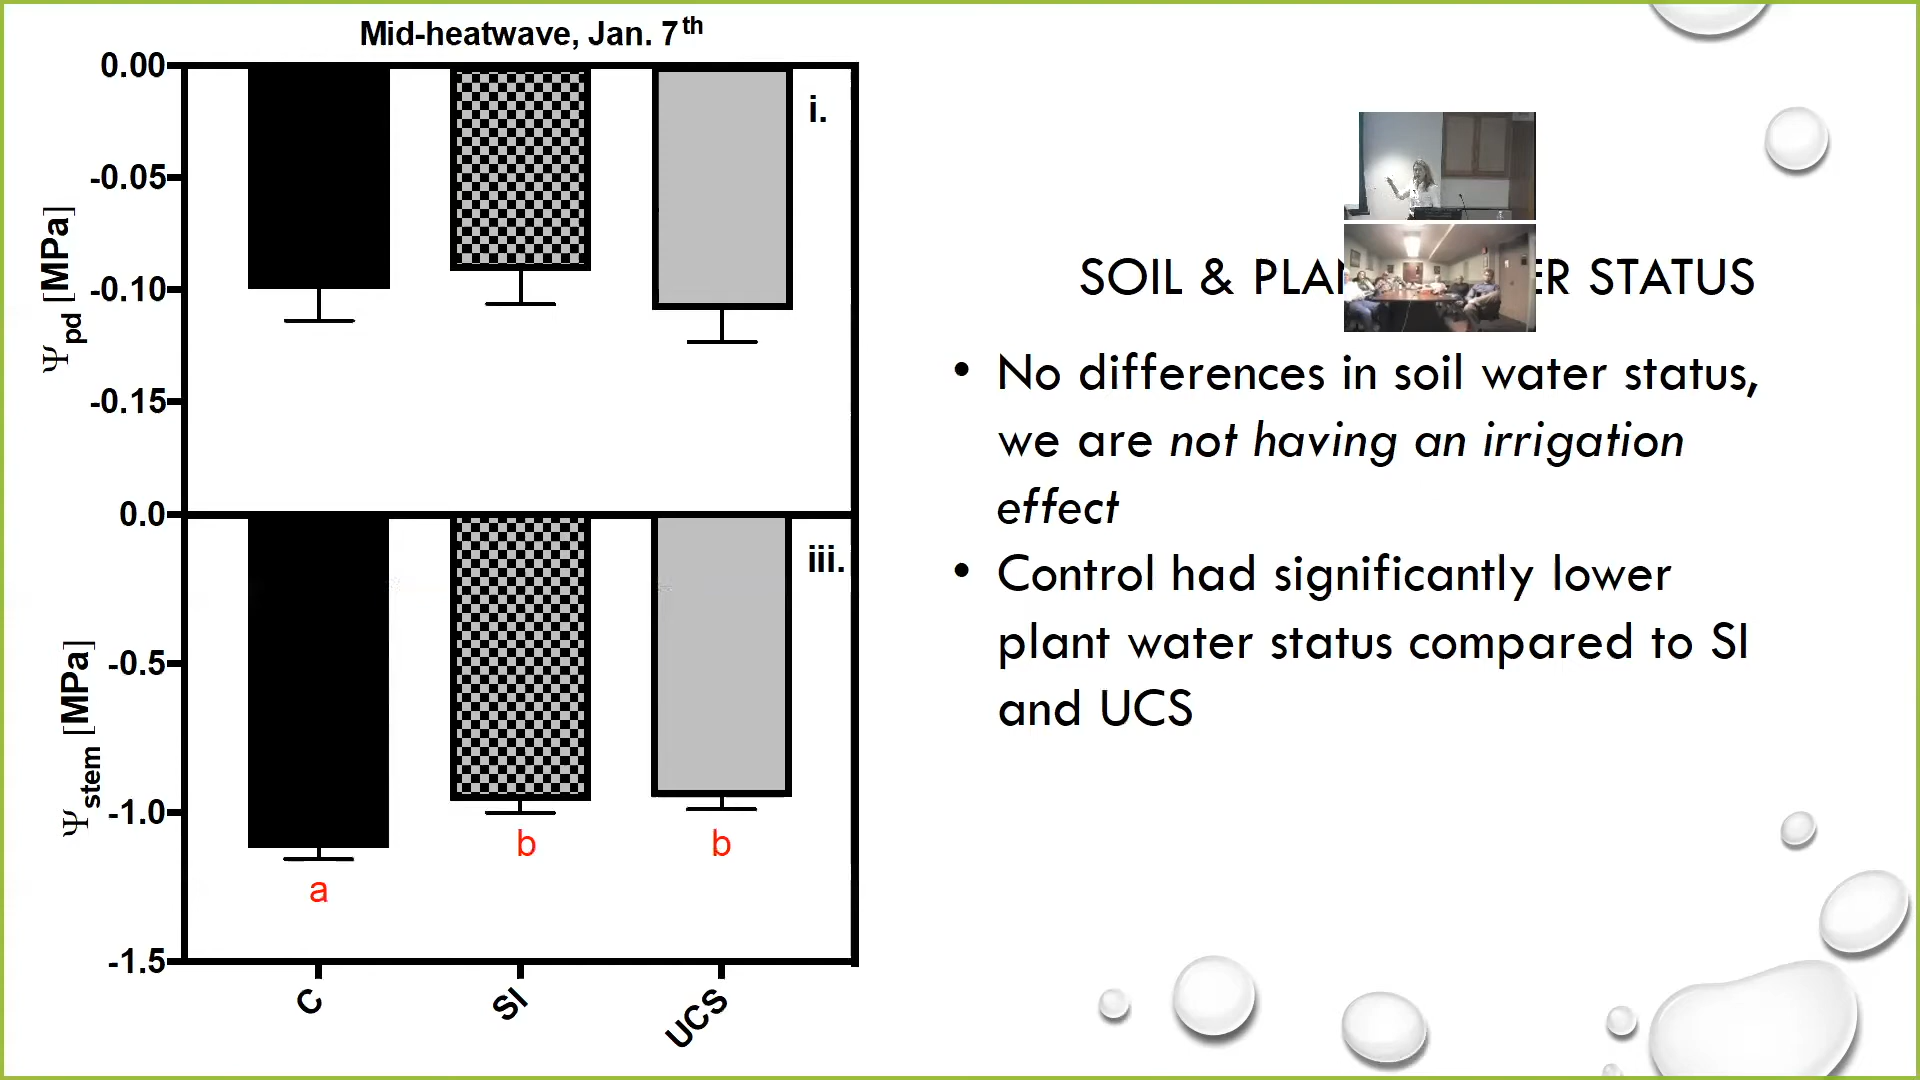 Mid-heatwave, Jan. 7th
0.00
i.
-0.05
-0.10
-0.15
Ψpd [MPa]
0.0
iii.
-0.5
-1.0
-1.5
Ψstem [MPa]
a
b
b
C
SI
UCS
SOIL & STATUS
• No differences in soil water status,
we are not having an irrigation
effect
• Control had significantly lower
plant water status compared to SI
and UCS